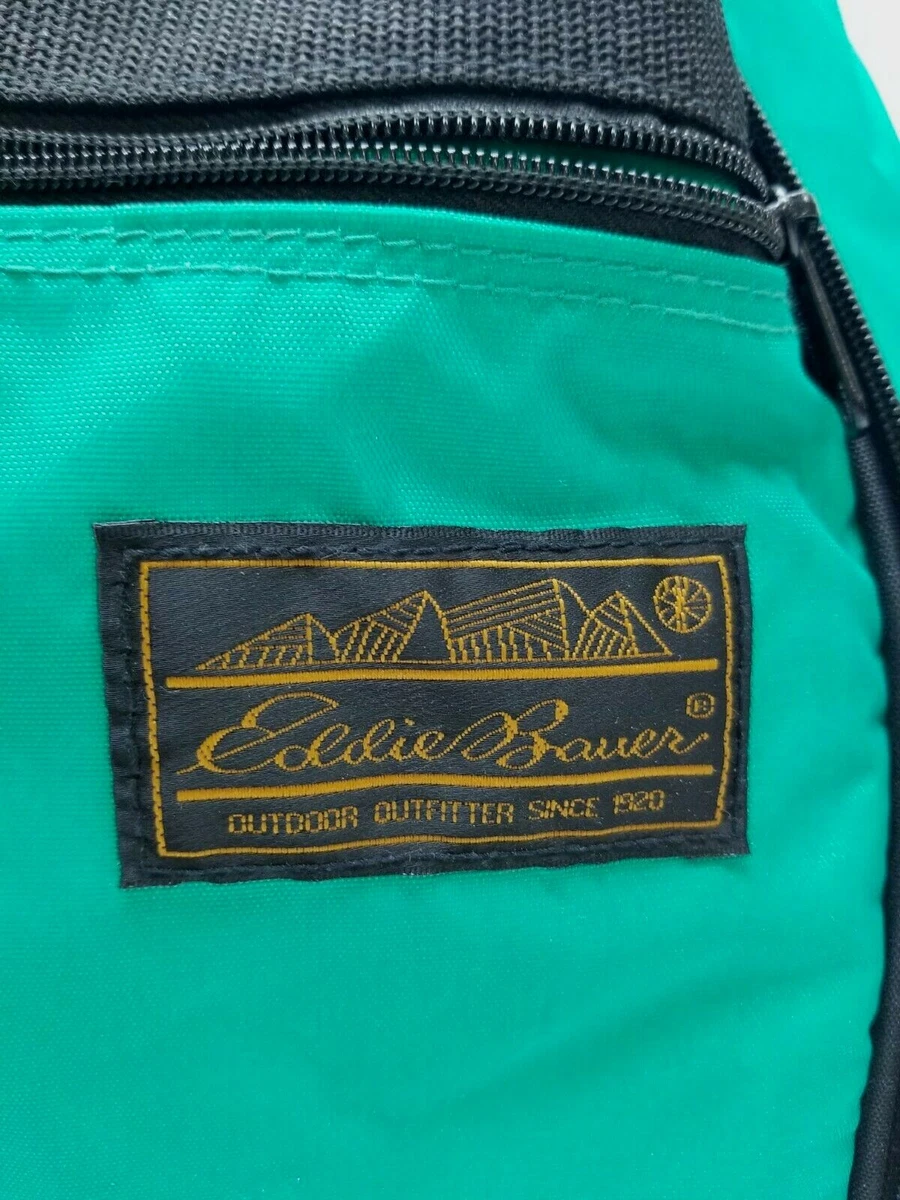 Eddie Bauer®
OUTDOOR OUTFITTER SINCE 1920